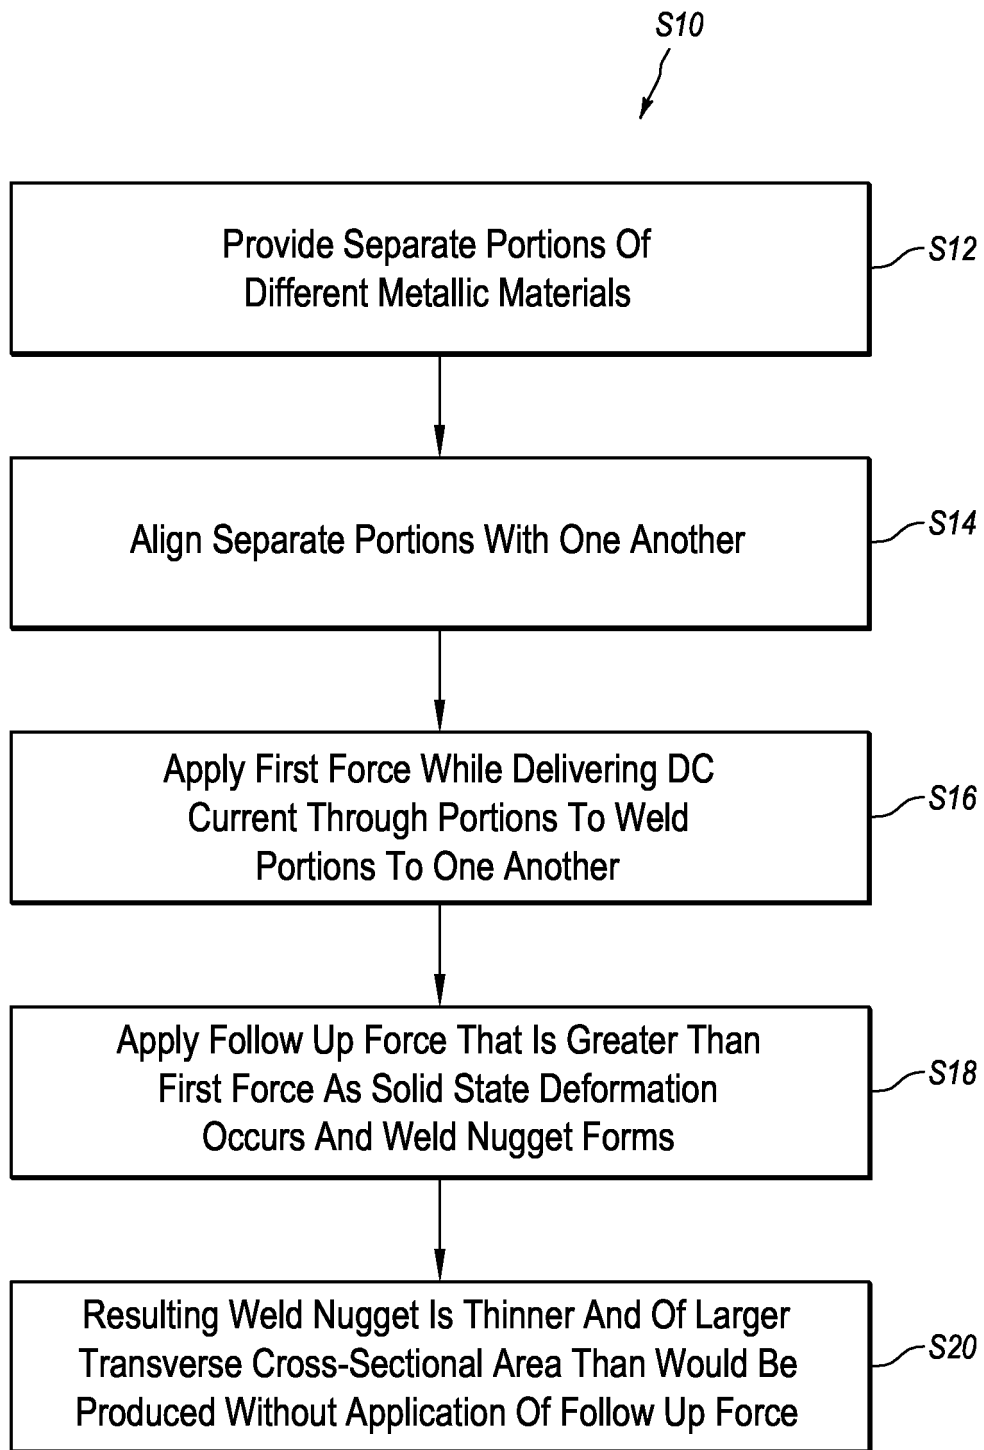 S10
Provide Separate Portions Of
Different Metallic Materials
S12
Align Separate Portions With One Another
S14
Apply First Force While Delivering DC
Current Through Portions To Weld
Portions To One Another
S16
Apply Follow Up Force That Is Greater Than
First Force As Solid State Deformation
Occurs And Weld Nugget Forms
S18
Resulting Weld Nugget Is Thinner And Of Larger
Transverse Cross-Sectional Area Than Would Be
Produced Without Application Of Follow Up Force
S20